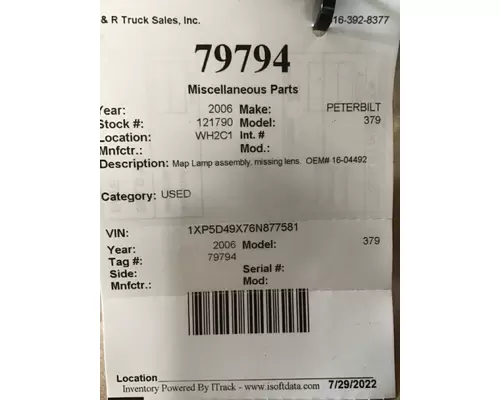 & R Truck Sales, Inc. 16-392-8377
79794
Miscellaneous Parts
Year: 2006 Make: PETERBILT
Stock #: 121790 Model: 379
Location: WH2C1 Int. #
Mnfctr.: Mod.:
Description: Map Lamp assembly, missing lens. OEM# 16-04492
Category: USED
VIN: 1XP5D49X76N877581
Year: 2006 Model: 379
Tag #: 79794
Side: Serial #:
Mnfctr.: Mod:
Location
Inventory Powered By ITrack - www.isoftdata.com 7/29/2022